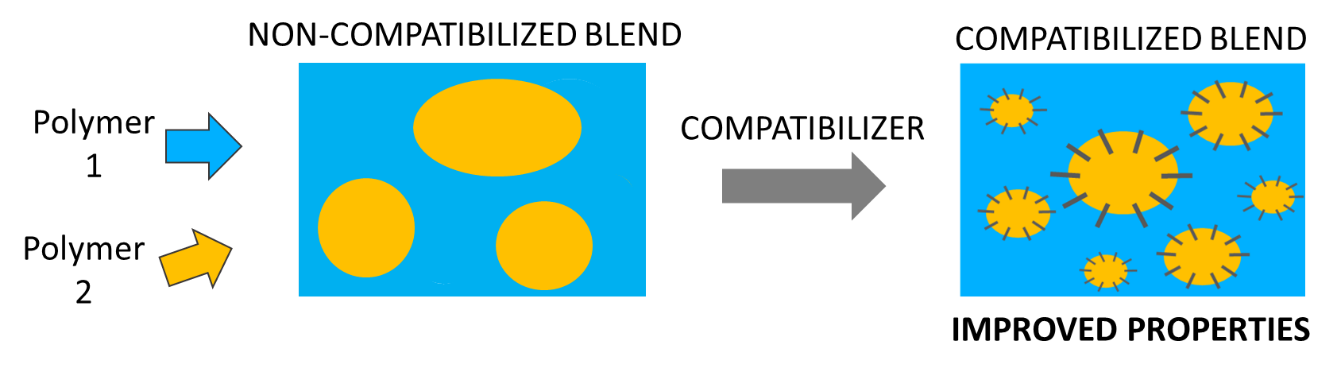 NON-COMPATIBILIZED BLEND
COMPATIBILIZED BLEND
Polymer
1
COMPATIBILIZER
Polymer
2
IMPROVED PROPERTIES